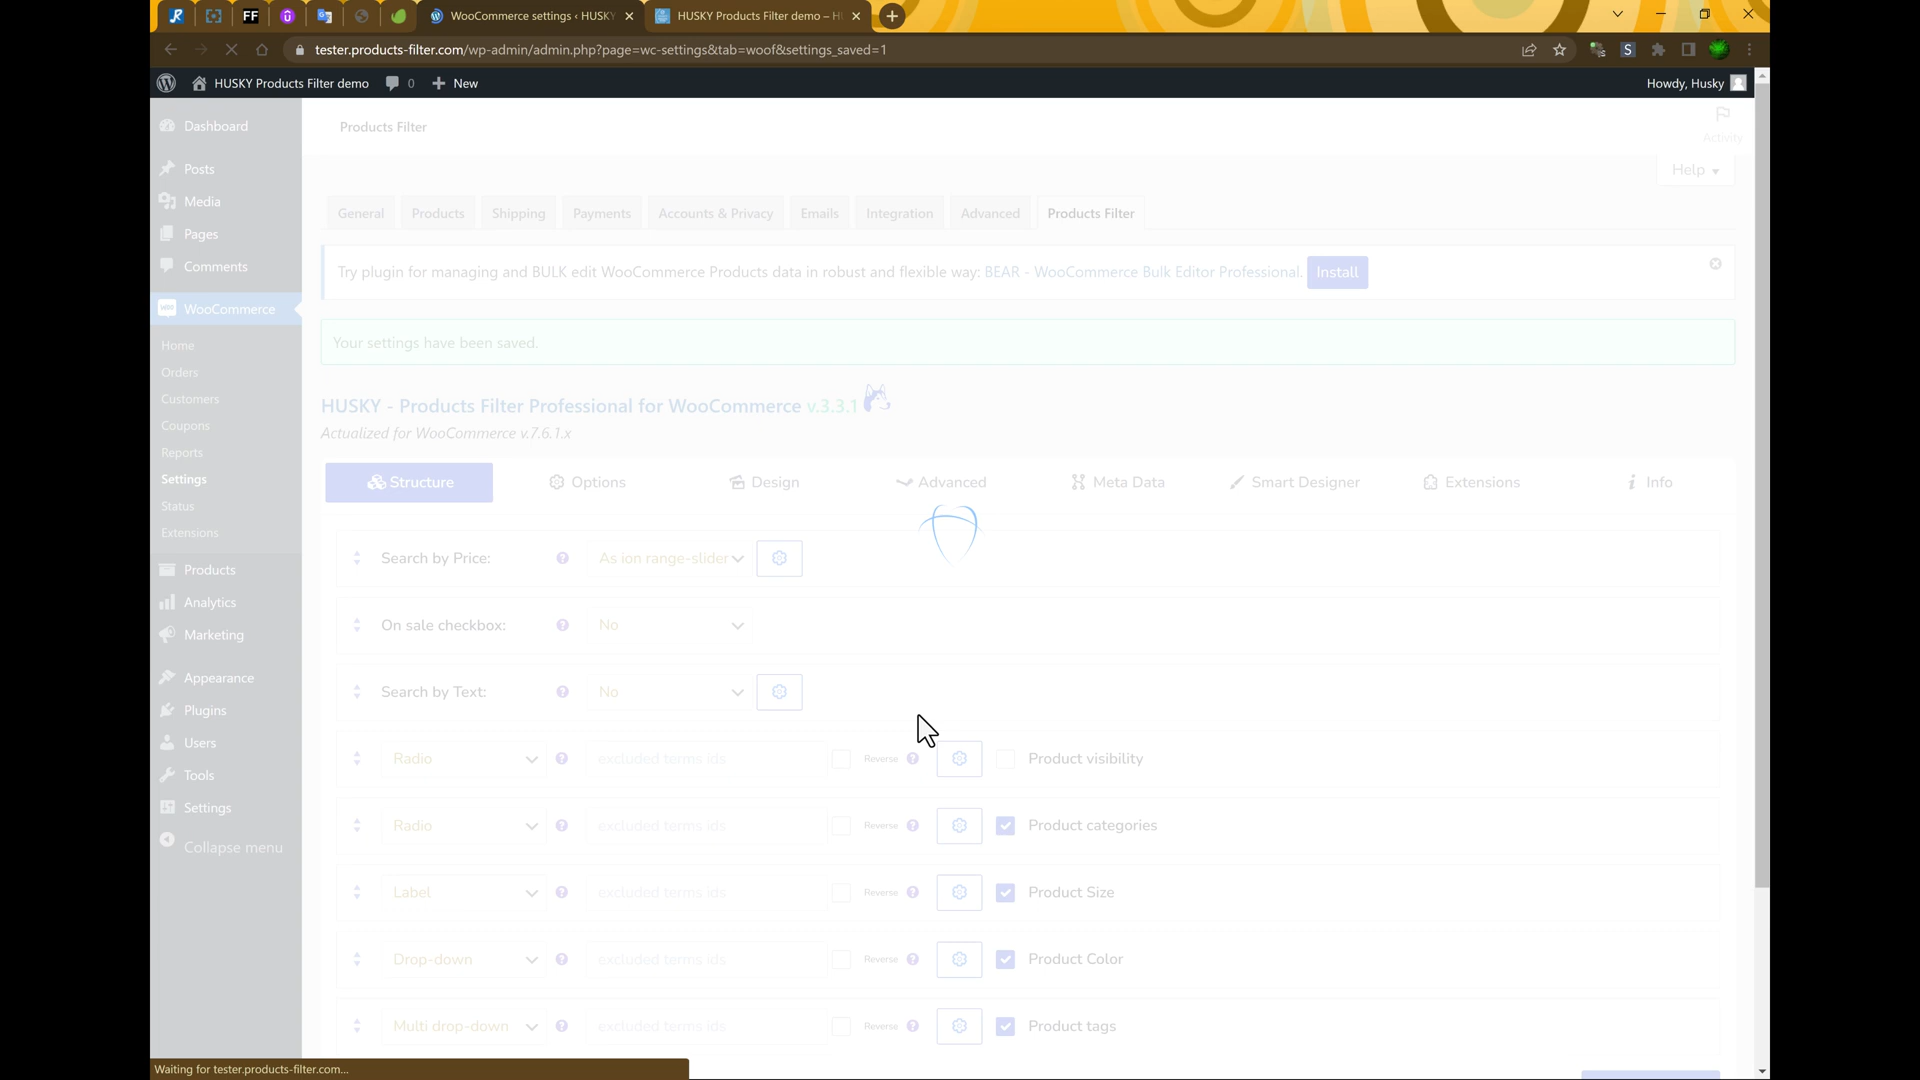 WooCommerce settings ‹ HUSKY
HUSKY Products Filter demo – H
tester.products-filter.com/wp-admin/admin.php?page=wc-settings&tab=woof&settings_saved=1
HUSKY Products Filter demo
0
New
Howdy, Husky
Dashboard
Posts
Media
Pages
Comments
WooCommerce
Home
Orders
Customers
Coupons
Reports
Settings
Status
Extensions
Products
Analytics
Marketing
Appearance
Plugins
Users
Tools
Settings
Collapse menu
Products Filter
Activity
Help
General
Products
Shipping
Payments
Accounts & Privacy
Emails
Integration
Advanced
Products Filter
Try plugin for managing and BULK edit WooCommerce Products data in robust and flexible way: BEAR - WooCommerce Bulk Editor Professional. Install
Your settings have been saved.
HUSKY - Products Filter Professional for WooCommerce v.3.3.1
Actualized for WooCommerce v.7.6.1.x
Structure
Options
Design
Advanced
Meta Data
Smart Designer
Extensions
Info
Search by Price: As ion range-slider
On sale checkbox: No
Search by Text: No
Radio excluded terms ids Reverse Product visibility
Radio excluded terms ids Reverse Product categories
Label excluded terms ids Reverse Product Size
Drop-down excluded terms ids Reverse Product Color
Multi drop-down excluded terms ids Reverse Product tags
Waiting for tester.products-filter.com...